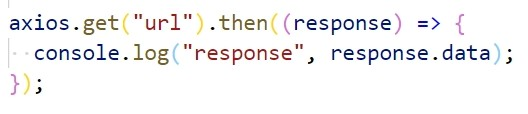 axios.get("url").then((response) => {
  console.log("response", response.data);
});